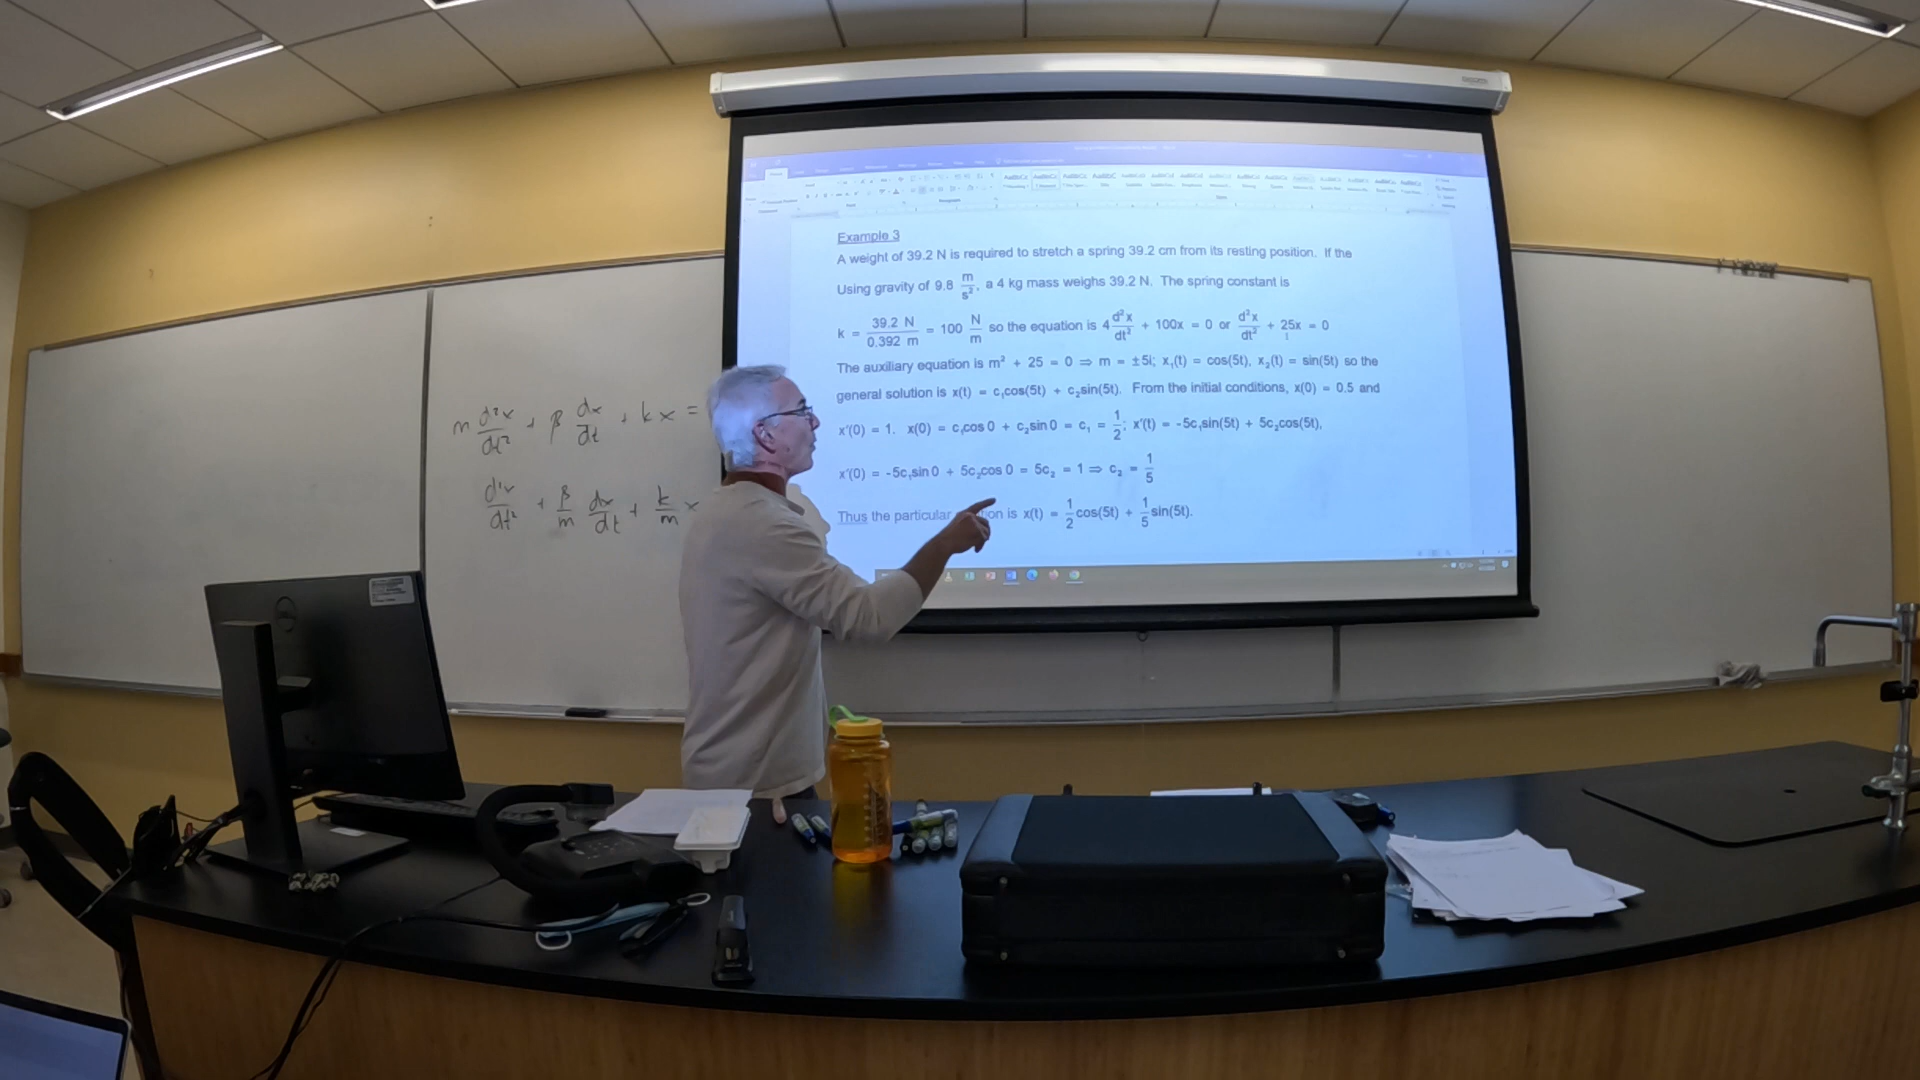 Example 3
A weight of 39.2 N is required to stretch a spring 39.2 cm from its resting position. If the
Using gravity of 9.8 m/s², a 4 kg mass weighs 39.2 N. The spring constant is
k = 39.2 N / 0.392 m = 100 N/m so the equation is 4 d²x/dt² + 100x = 0 or d²x/dt² + 25x = 0
The auxiliary equation is m² + 25 = 0 ⇒ m = ±5i; x₁(t) = cos(5t), x₂(t) = sin(5t) so the
general solution is x(t) = c₁cos(5t) + c₂sin(5t). From the initial conditions, x(0) = 0.5 and
x′(0) = 1. x(0) = c₁cos 0 + c₂sin 0 = c₁ = 1/2; x′(t) = -5c₁sin(5t) + 5c₂cos(5t),
x′(0) = -5c₁sin 0 + 5c₂cos 0 = 5c₂ = 1 ⇒ c₂ = 1/5
Thus the particular is x(t) = 1/2 cos(5t) + 1/5 sin(5t).
m d²x/dt² + β dx/dt + kx =
d²x/dt² + β/m dx/dt + k/m x